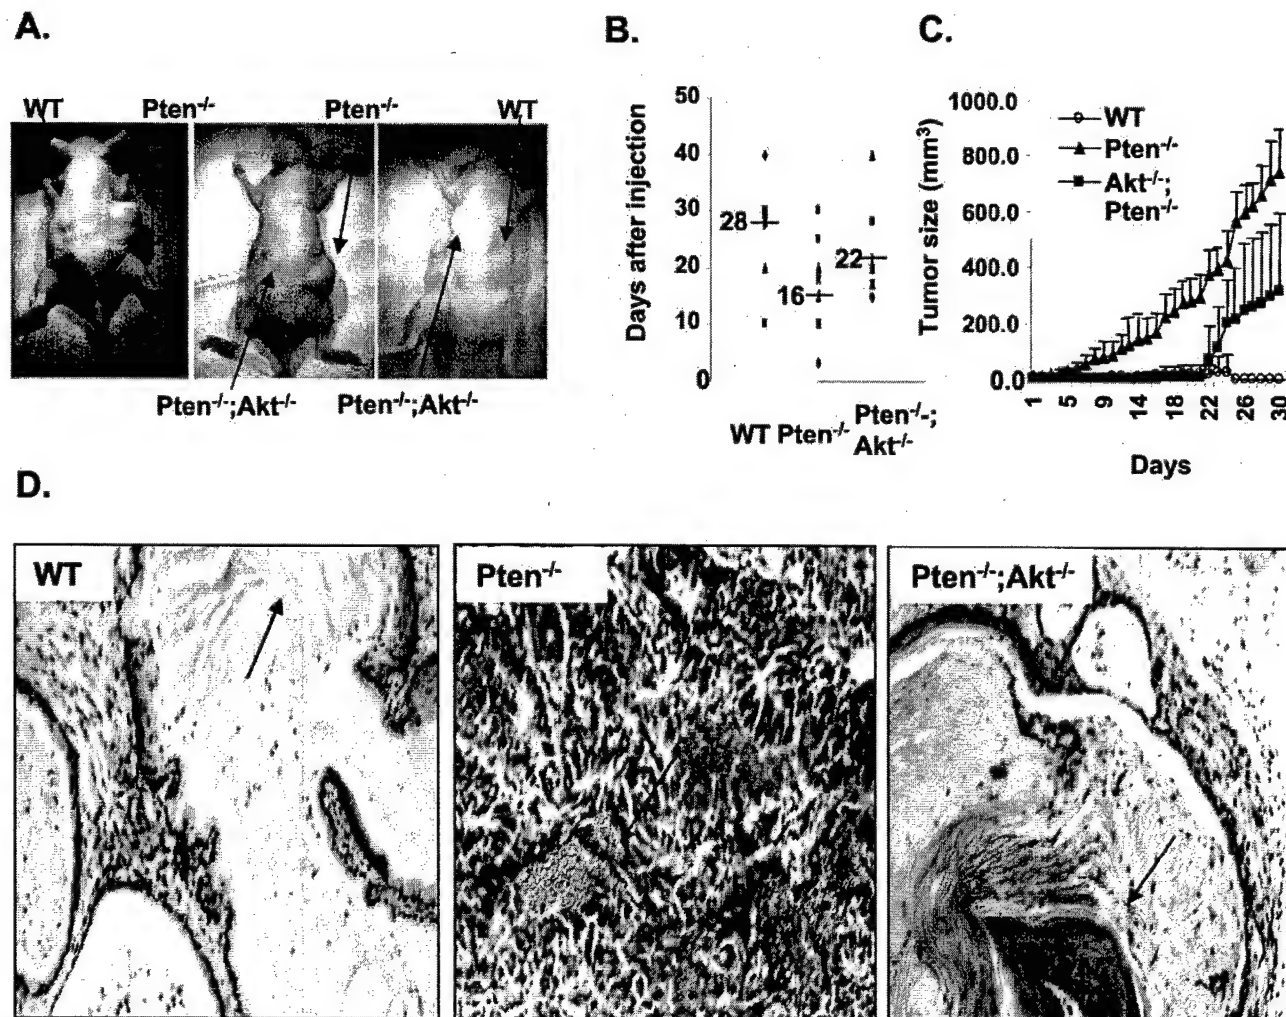 A.
WT Pten-/- Pten-/- WT
Pten-/-;Akt-/- Pten-/-;Akt-/-
B.
Days after injection
50
40
30
20
10
0
28
16
22
WT Pten-/- Pten-/-;
Akt-/-
C.
Tumor size (mm³)
1000.0
800.0
600.0
400.0
200.0
0.0
WT
Pten-/-
Akt-/-;
Pten-/-
1 5 9 14 18 22 26 30
Days
D.
WT
Pten-/-
Pten-/-;Akt-/-